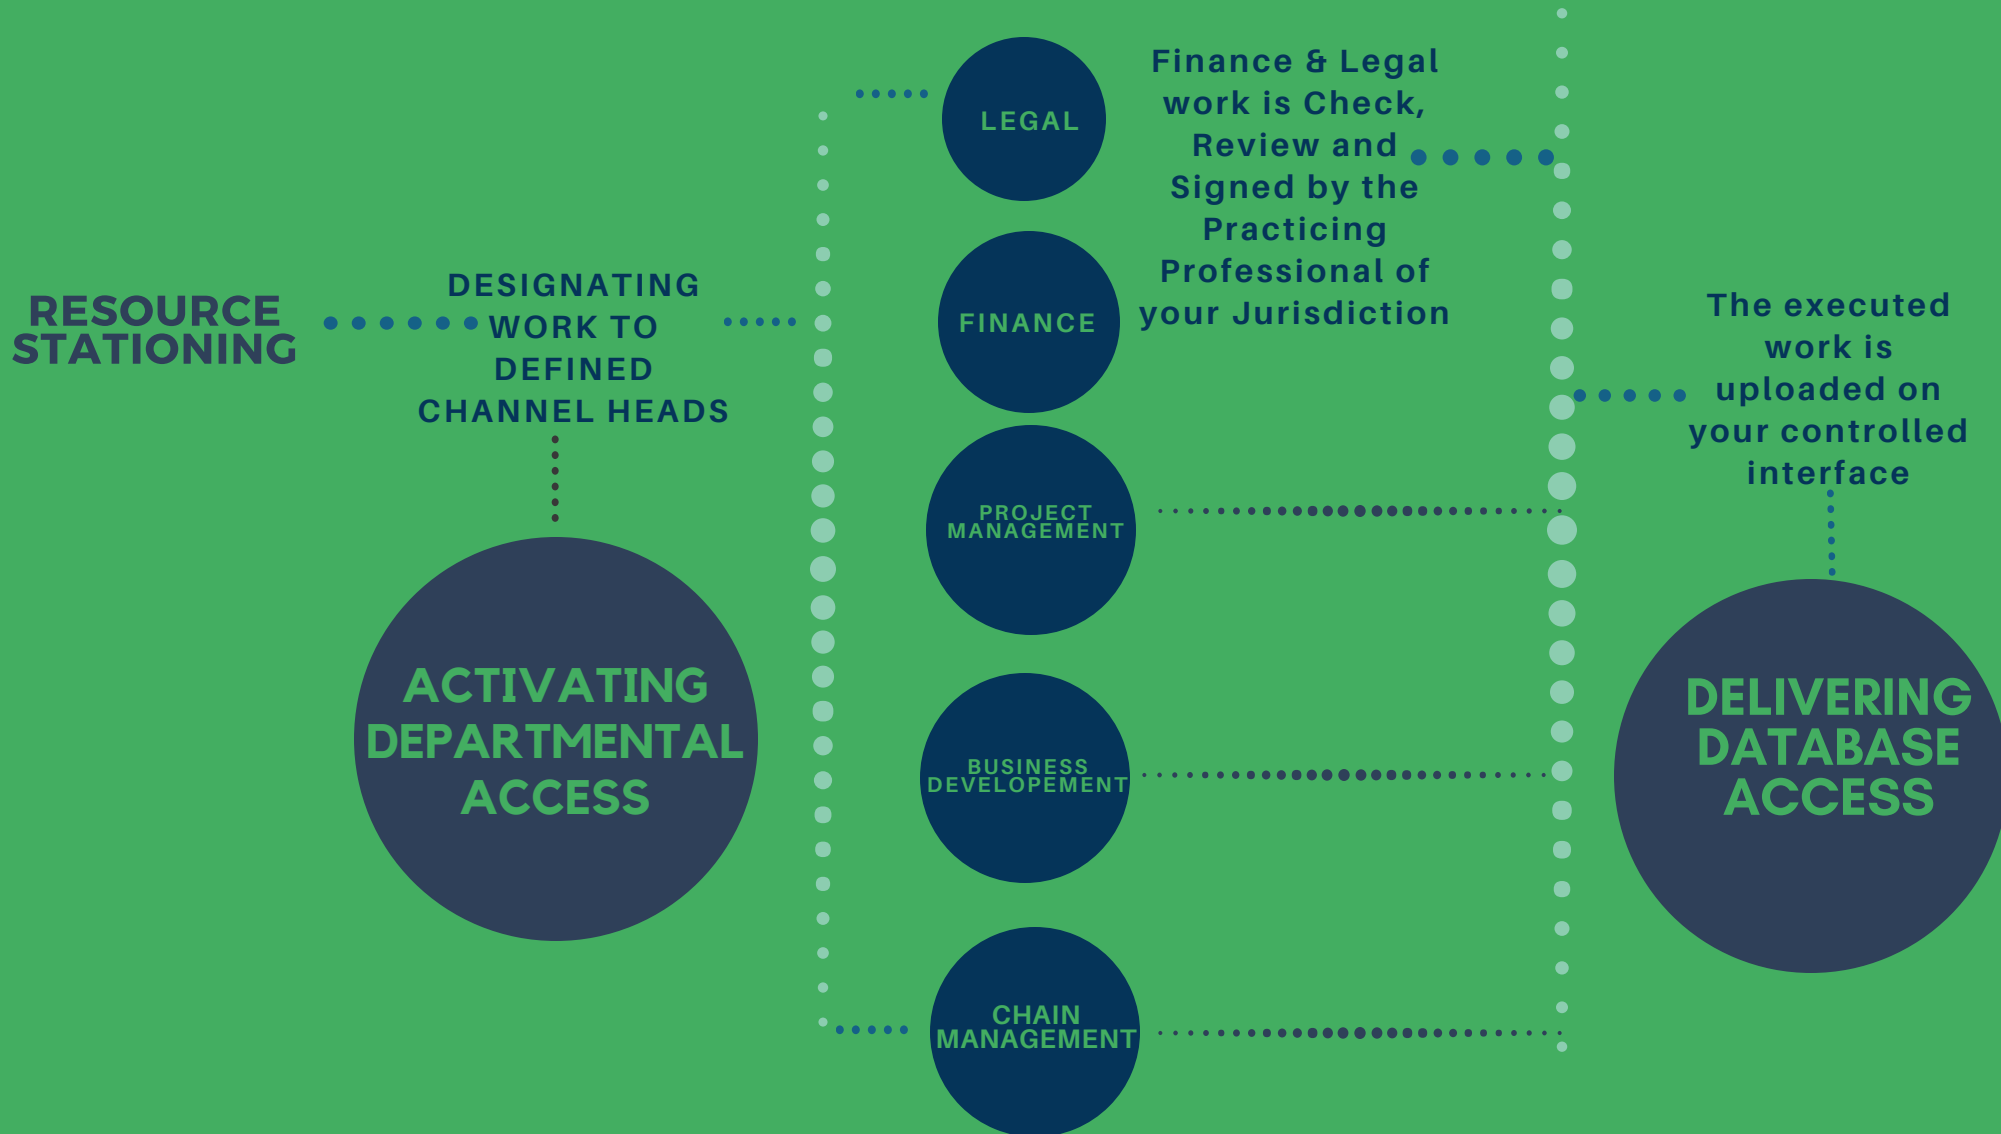 RESOURCE
STATIONING
DESIGNATING
WORK TO
DEFINED
CHANNEL HEADS
ACTIVATING
DEPARTMENTAL
ACCESS
LEGAL
FINANCE
PROJECT
MANAGEMENT
BUSINESS
DEVELOPEMENT
CHAIN
MANAGEMENT
Finance & Legal
work is Check,
Review and
Signed by the
Practicing
Professional of
your Jurisdiction
The executed
work is
uploaded on
your controlled
interface
DELIVERING
DATABASE
ACCESS